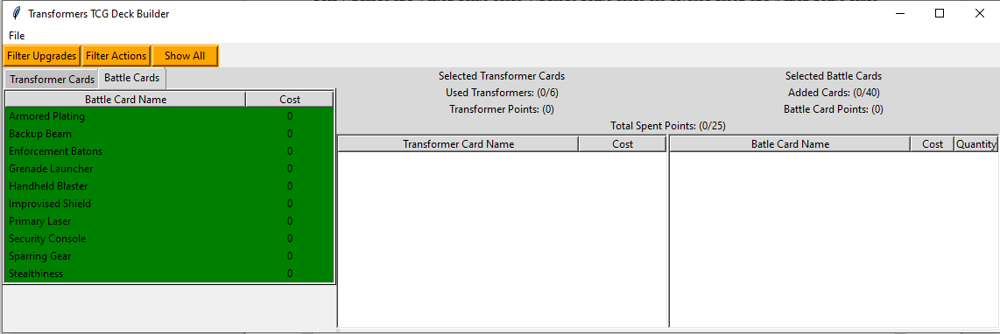 Transformers TCG Deck Builder
File
Filter Upgrades Filter Actions Show All
Transformer Cards Battle Cards
Battle Card Name Cost
Armored Plating 0
Backup Beam 0
Enforcement Batons 0
Grenade Launcher 0
Handheld Blaster 0
Improvised Shield 0
Primary Laser 0
Security Console 0
Sparring Gear 0
Stealthiness 0
Selected Transformer Cards
Used Transformers: (0/6)
Transformer Points: (0)
Selected Battle Cards
Added Cards: (0/40)
Battle Card Points: (0)
Total Spent Points: (0/25)
Transformer Card Name Cost
Batle Card Name Cost Quantity